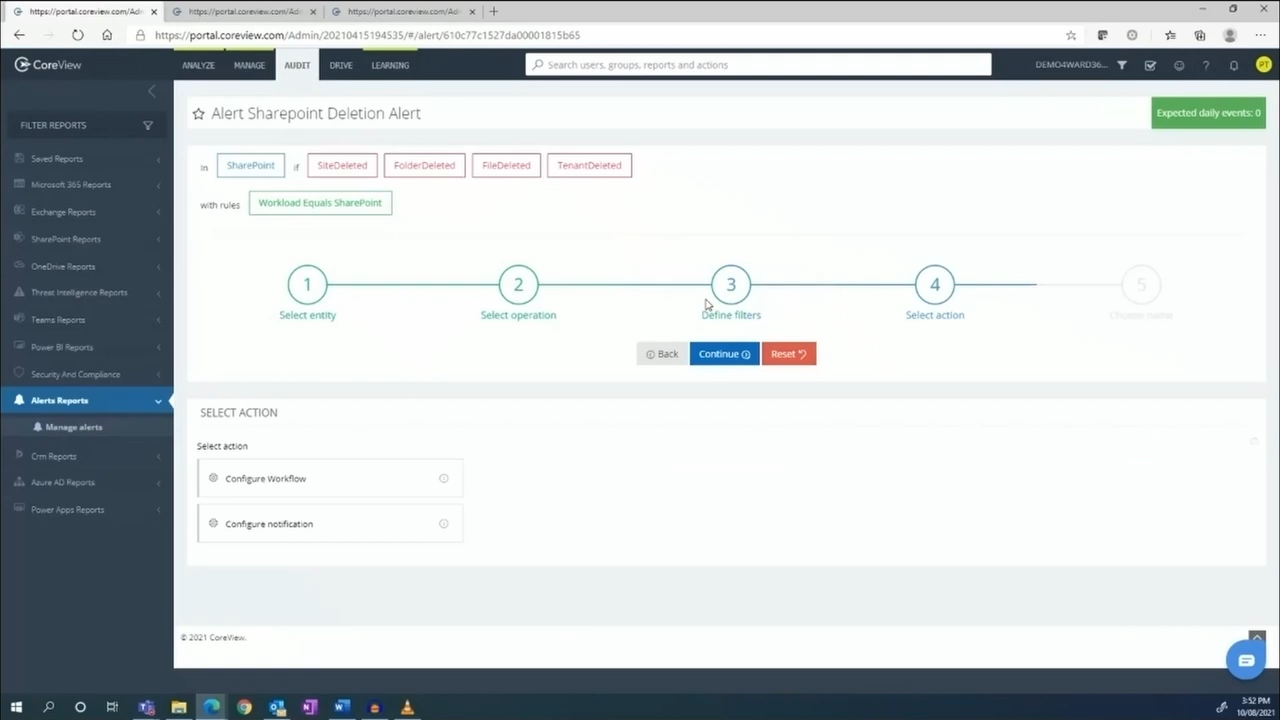 https://portal.coreview.com/Adn
https://portal.coreview.com/Adn
https://portal.coreview.com/Adn
https://portal.coreview.com/Admin/20210415194535/#/alert/610c77c1527da00001815b65
CoreView
ANALYZE
MANAGE
AUDIT
DRIVE
LEARNING
Search users, groups, reports and actions
DEMO4WARD36...
PT
FILTER REPORTS
Saved Reports
Microsoft 365 Reports
Exchange Reports
SharePoint Reports
OneDrive Reports
Threat Intelligence Reports
Teams Reports
Power BI Reports
Security And Compliance
Alerts Reports
Manage alerts
Crm Reports
Azure AD Reports
Power Apps Reports
Alert Sharepoint Deletion Alert
Expected daily events: 0
In SharePoint if SiteDeleted FolderDeleted FileDeleted TenantDeleted
with rules Workload Equals SharePoint
1 2 3 4 5
Select entity Select operation Define filters Select action Choose name
Back Continue Reset
SELECT ACTION
Select action
Configure Workflow
Configure notification
© 2021 CoreView.
3:52 PM
10/08/2021